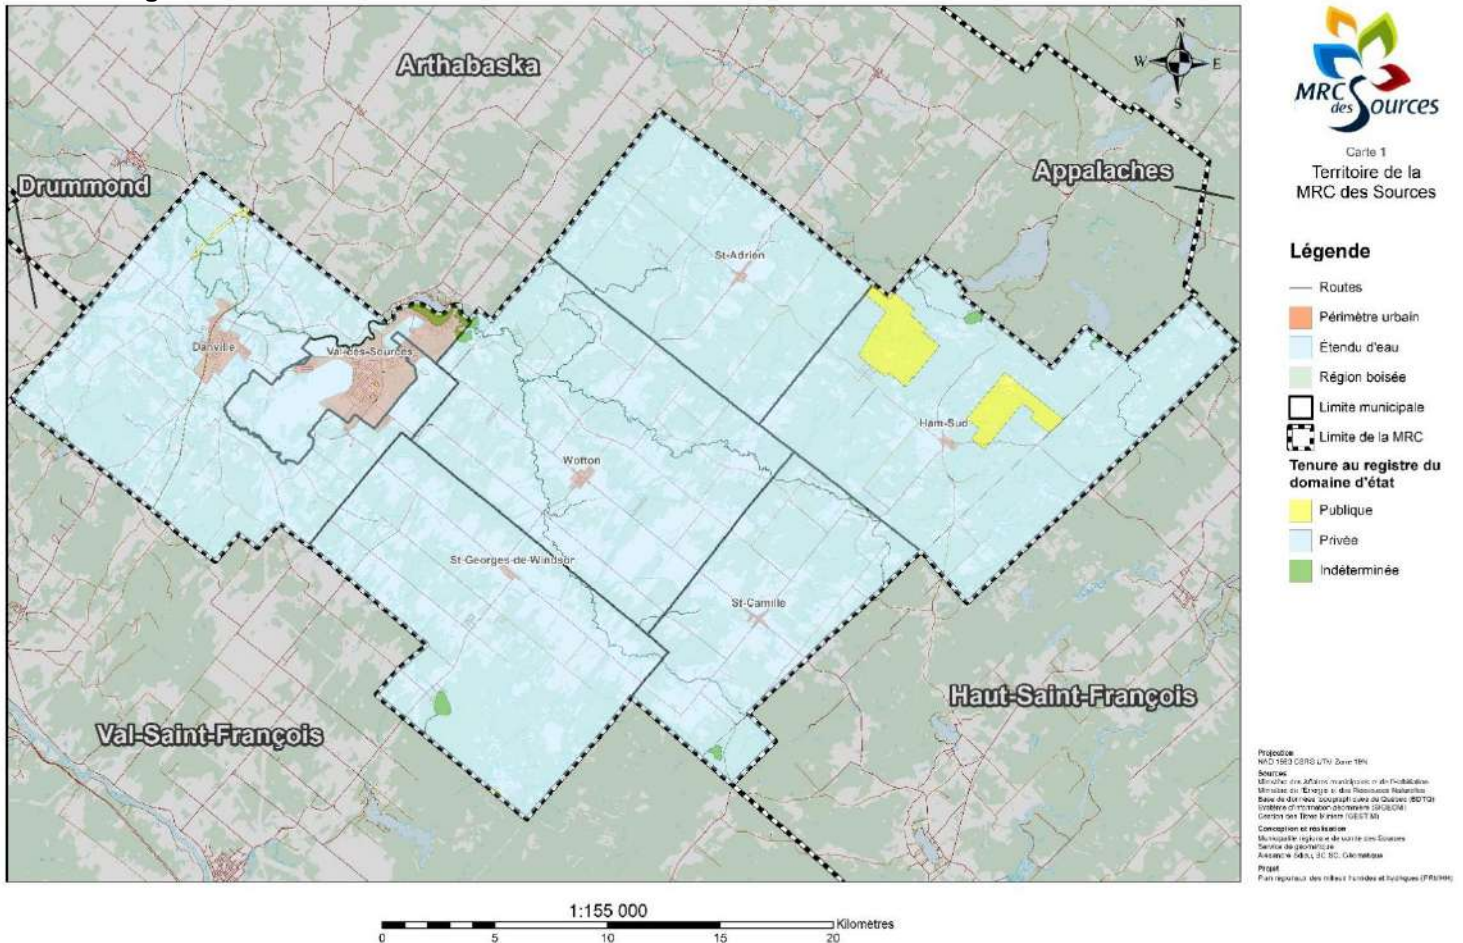 Arthabaska
Drummond
Appalaches
N
W
E
S
St-Adrien
Danville
Val-des-Sources
Ham-Sud
Wotton
St-Georges-de-Windsor
St-Camille
Haut-Saint-François
Val-Saint-François
MRC
des Sources
Carte 1
Territoire de la
MRC des Sources
Légende
Routes
Périmètre urbain
Étendu d'eau
Région boisée
Limite municipale
Limite de la MRC
Tenure au registre du
domaine d'état
Publique
Privée
Indéterminée
Projection
Sources
Conception et réalisation
Projet
1:155 000
Kilomètres
0 5 10 15 20